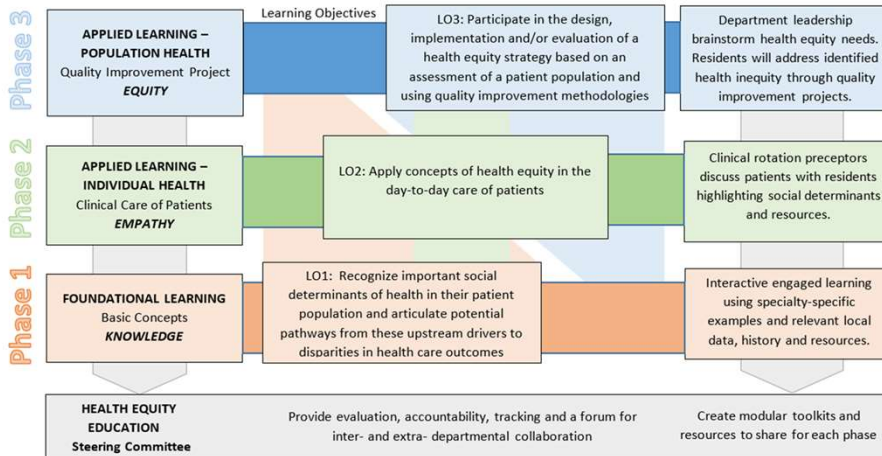 Phase 3
APPLIED LEARNING –
POPULATION HEALTH
Quality Improvement Project
EQUITY
Learning Objectives
LO3: Participate in the design,
implementation and/or evaluation of a
health equity strategy based on an
assessment of a patient population and
using quality improvement methodologies
Department leadership
brainstorm health equity needs.
Residents will address identified
health inequity through quality
improvement projects.
Phase 2
APPLIED LEARNING –
INDIVIDUAL HEALTH
Clinical Care of Patients
EMPATHY
LO2: Apply concepts of health equity in the
day-to-day care of patients
Clinical rotation preceptors
discuss patients with residents
highlighting social determinants
and resources.
Phase 1
FOUNDATIONAL LEARNING
Basic Concepts
KNOWLEDGE
LO1: Recognize important social
determinants of health in their patient
population and articulate potential
pathways from these upstream drivers to
disparities in health care outcomes
Interactive engaged learning
using specialty-specific
examples and relevant local
data, history and resources.
HEALTH EQUITY
EDUCATION
Steering Committee
Provide evaluation, accountability, tracking and a forum for
inter- and extra- departmental collaboration
Create modular toolkits and
resources to share for each phase